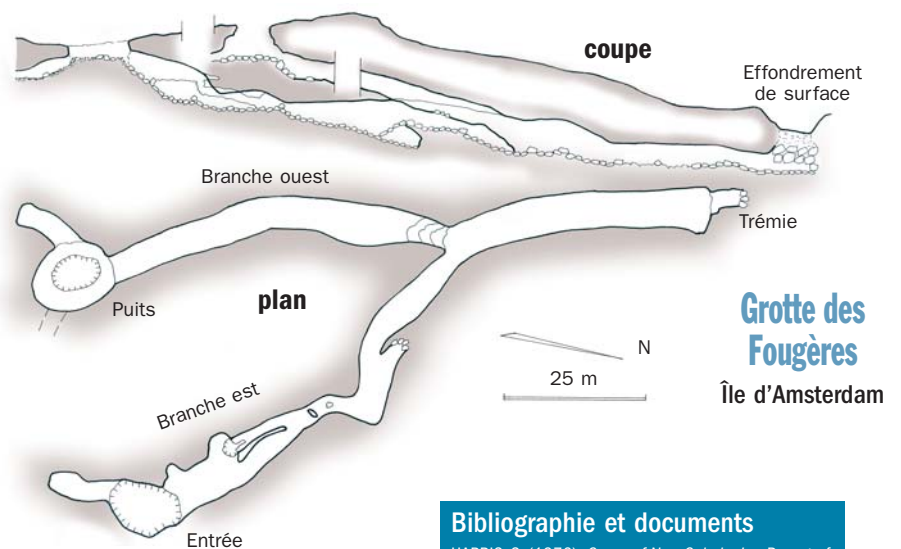 coupe
Effondrement
de surface
Branche ouest
Trémie
Puits
plan
Grotte des
Fougères
Île d'Amsterdam
N
25 m
Branche est
Entrée
Bibliographie et documents